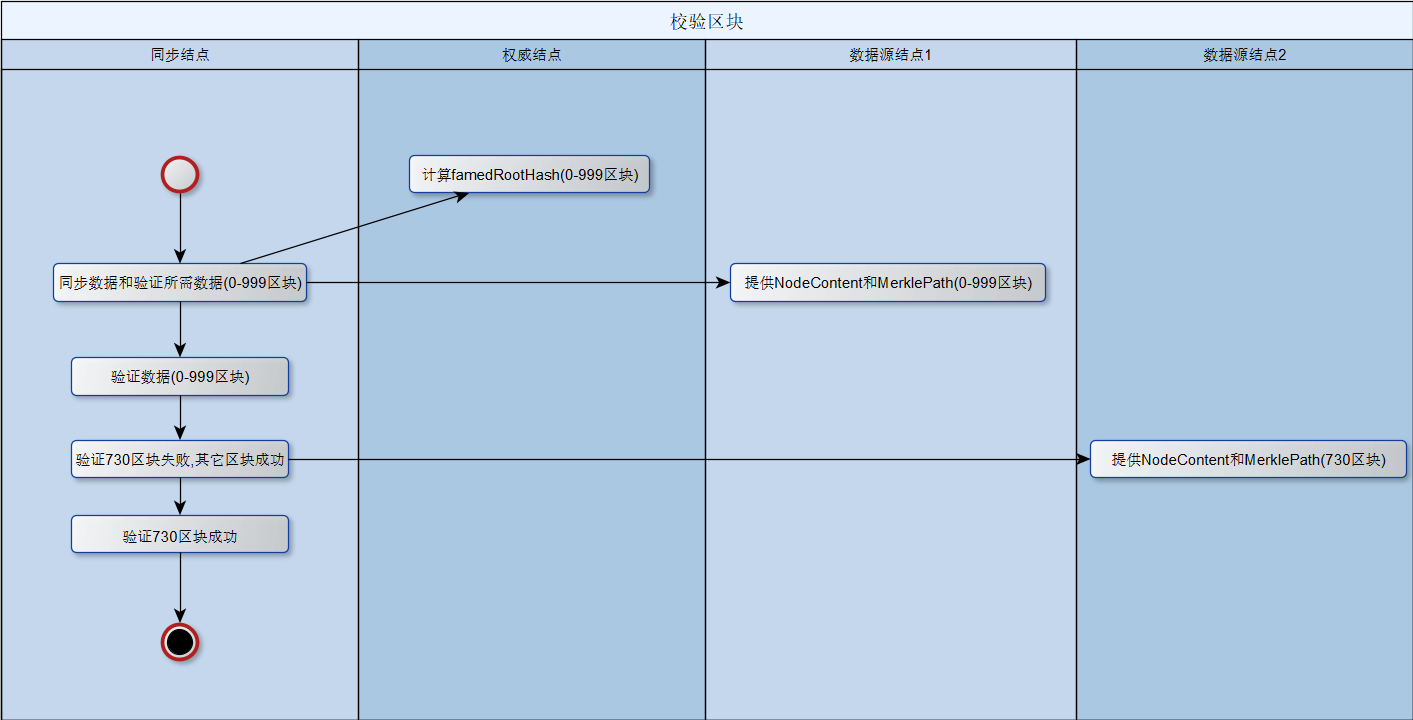 校验区块
同步结点
权威结点
数据源结点1
数据源结点2
计算famedRootHash(0-999区块)
同步数据和验证所需数据(0-999区块)
提供NodeContent和MerklePath(0-999区块)
验证数据(0-999区块)
验证730区块失败,其它区块成功
提供NodeContent和MerklePath(730区块)
验证730区块成功